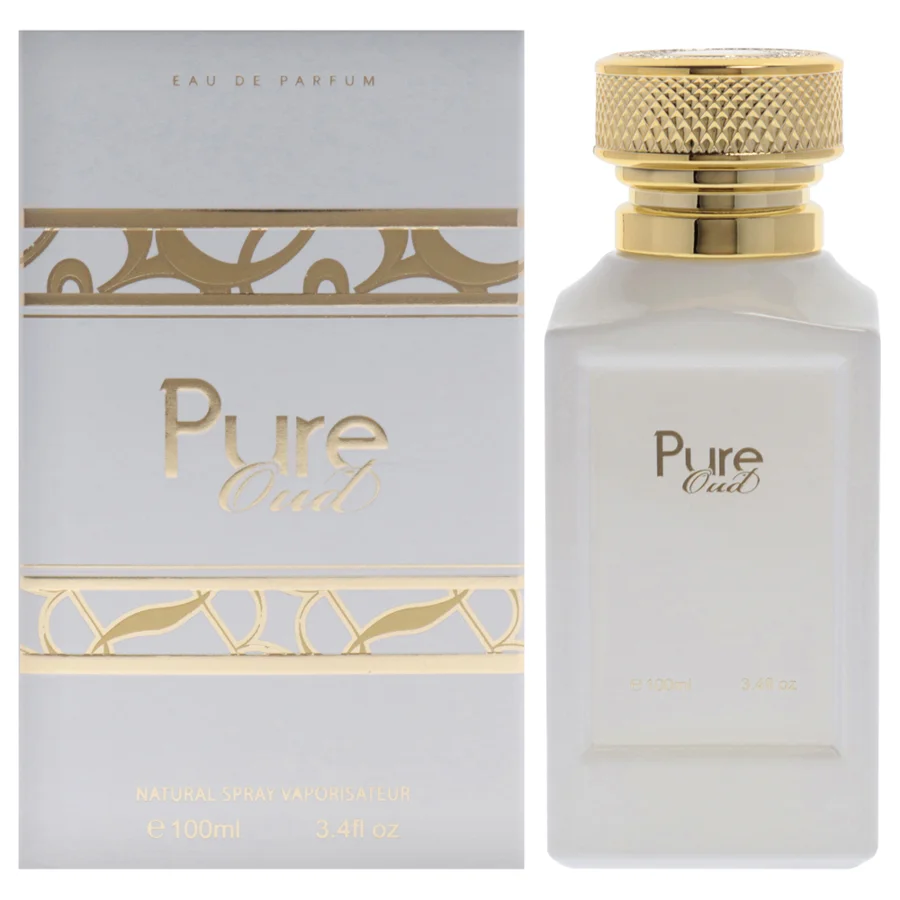 EAU DE PARFUM
Pure
Oud
NATURAL SPRAY VAPORISATEUR
℮ 100ml 3.4fl oz
Pure
Oud
℮ 100ml 3.4fl oz